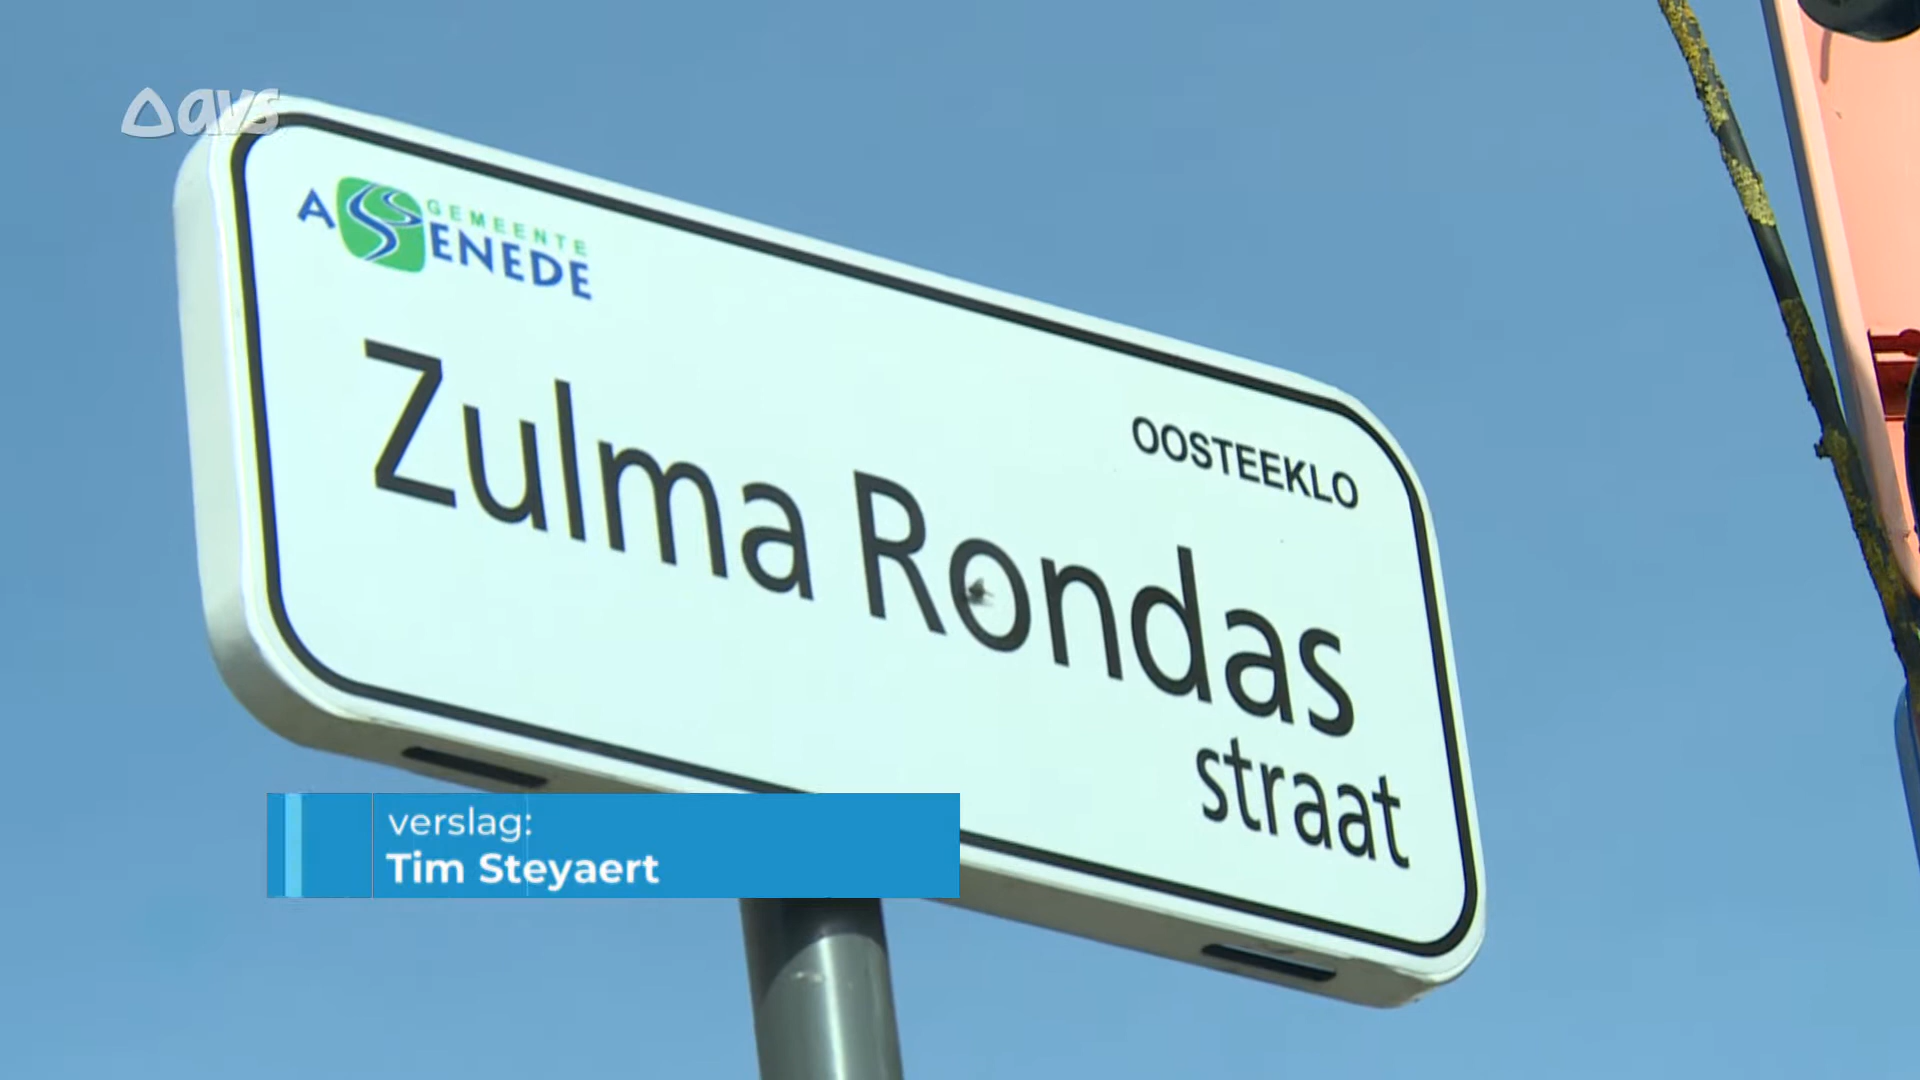 avs
GEMEENTE
ASSENEDE
OOSTEEKLO
Zulma Rondas
straat
verslag:
Tim Steyaert